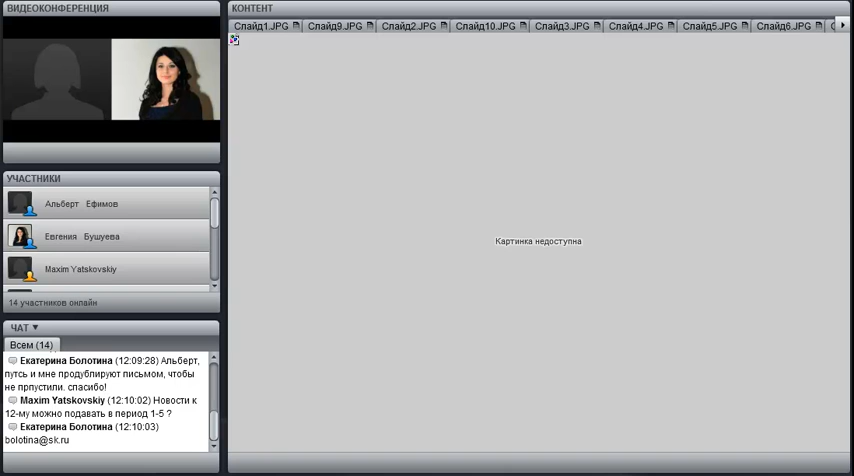 ВИДЕОКОНФЕРЕНЦИЯ
КОНТЕНТ
Слайд1.JPG Слайд9.JPG Слайд2.JPG Слайд10.JPG Слайд3.JPG Слайд4.JPG Слайд5.JPG Слайд6.JPG
Картинка недоступна
УЧАСТНИКИ
Альберт Ефимов
Евгения Бушуева
Maxim Yatskovskiy
14 участников онлайн
ЧАТ
Всем (14)
Екатерина Болотина (12:09:28) Альберт,
путсь и мне продублируют письмом, чтобы
не прпустили. спасибо!
Maxim Yatskovskiy (12:10:02) Новости к
12-му можно подавать в период 1-5 ?
Екатерина Болотина (12:10:03)
bolotina@sk.ru